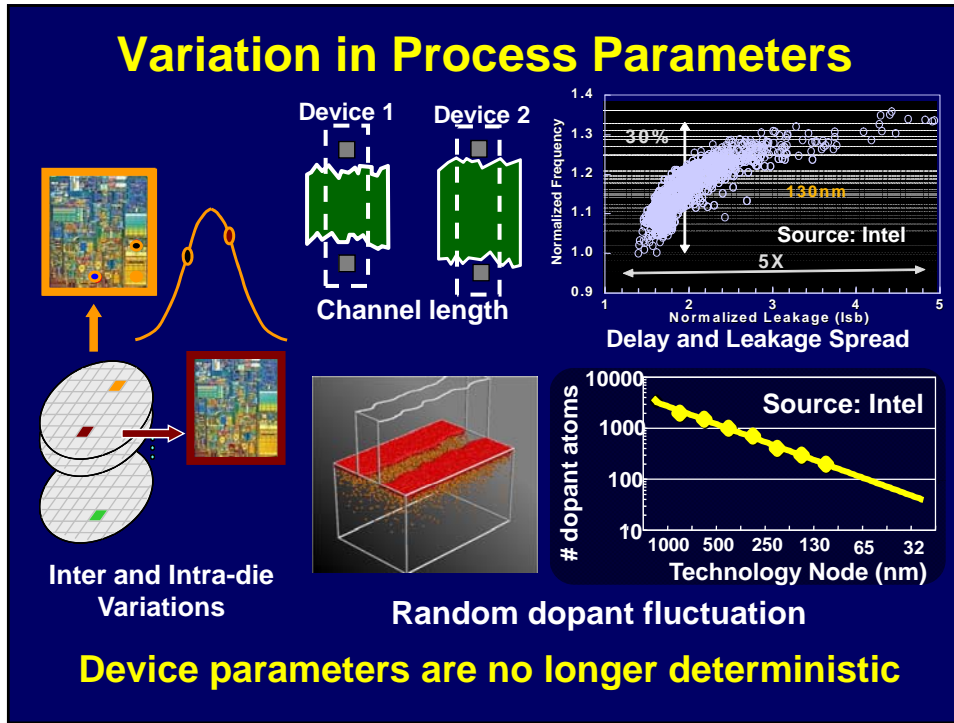 Variation in Process Parameters
Device 1
Device 2
Channel length
1.4
1.3
1.2
1.1
1.0
0.9
Normalized Frequency
30%
130nm
Source: Intel
5X
1 2 3 4 5
Normalized Leakage (Isb)
Delay and Leakage Spread
Inter and Intra-die
Variations
10000
1000
100
10
# dopant atoms
Source: Intel
1000 500 250 130 65 32
Technology Node (nm)
Random dopant fluctuation
Device parameters are no longer deterministic